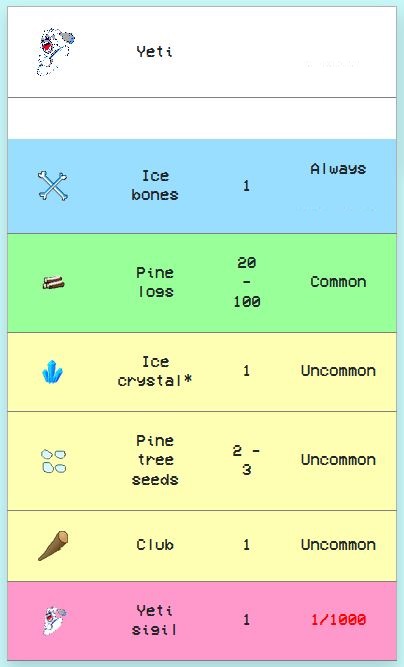 Yeti
Ice
bones
1
Always
Pine
logs
20
-
100
Common
Ice
crystal*
1
Uncommon
Pine
tree
seeds
2 -
3
Uncommon
Club
1
Uncommon
Yeti
sigil
1
1/1000